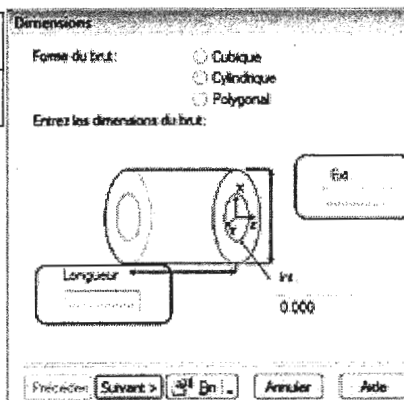 Dimensions
Forme du brut: Cubique
Cylindrique
Polygonal
Entrez les dimensions du brut:
Ext
X
Y Z
Longueur
Int.
0.000
Précéden Suivant > Annuler Aide